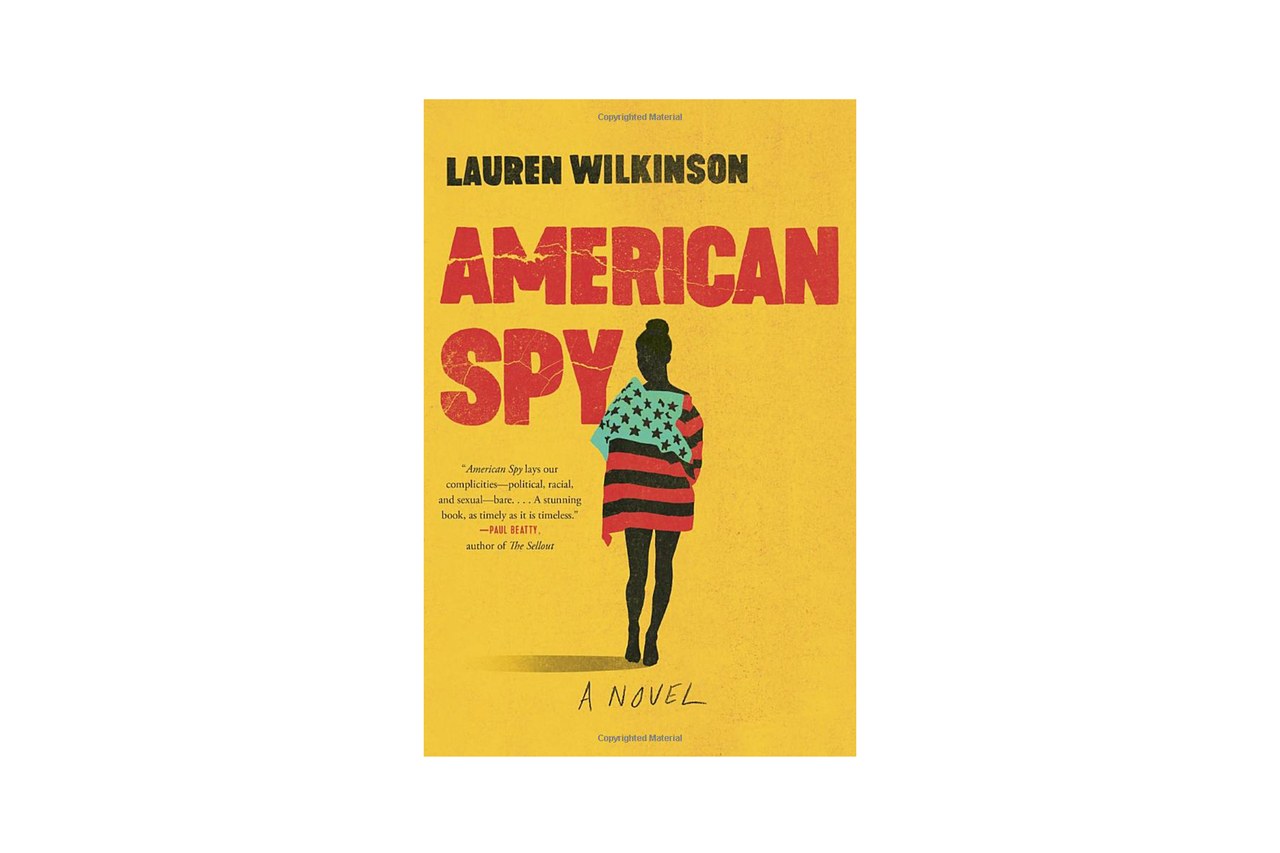 Copyrighted Material
LAUREN WILKINSON
AMERICAN
SPY
“American Spy lays our
complicities—political, racial,
and sexual—bare. . . . A stunning
book, as timely as it is timeless.”
—PAUL BEATTY,
author of The Sellout
A NOVEL
Copyrighted Material